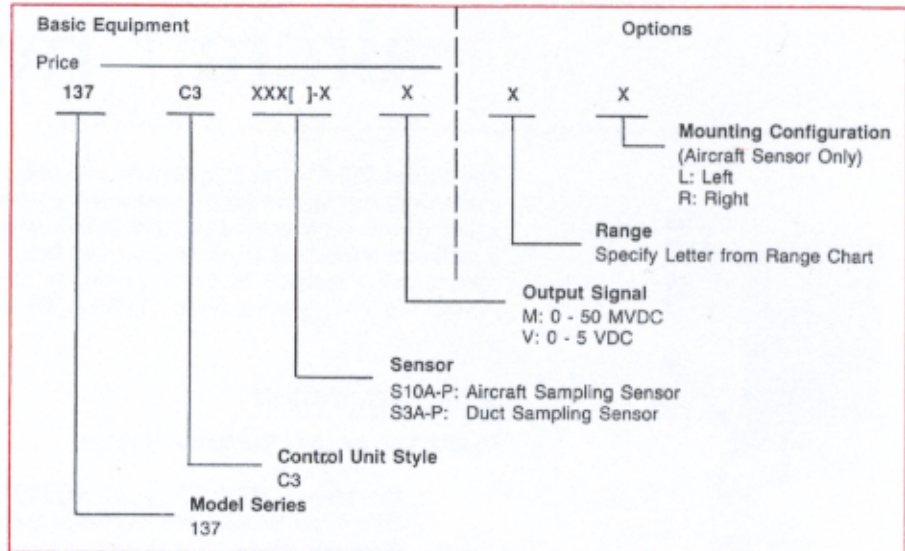 Basic Equipment
Options
Price
137 C3 XXX[ ]-X X X X
Mounting Configuration
(Aircraft Sensor Only)
L: Left
R: Right
Range
Specify Letter from Range Chart
Output Signal
M: 0 - 50 MVDC
V: 0 - 5 VDC
Sensor
S10A-P: Aircraft Sampling Sensor
S3A-P: Duct Sampling Sensor
Control Unit Style
C3
Model Series
137